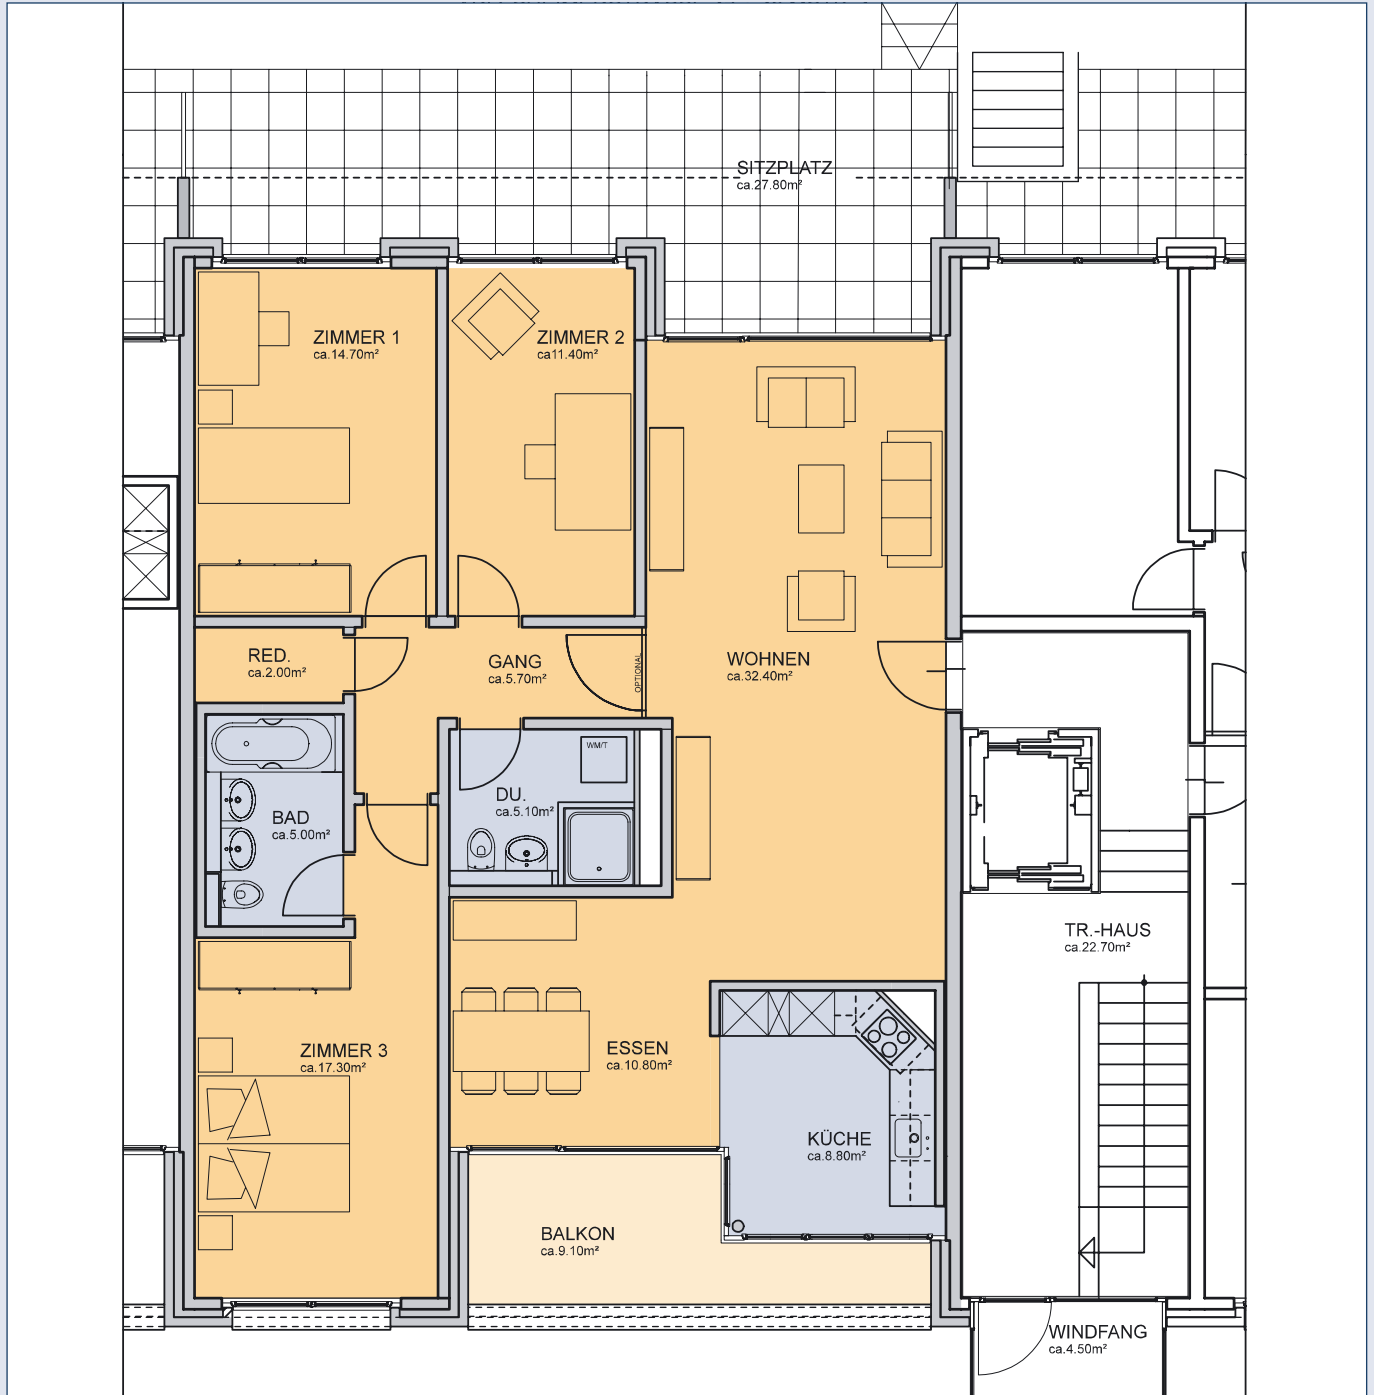 SITZPLATZ
ca.27.80m²
ZIMMER 1
ca.14.70m²
ZIMMER 2
ca11.40m²
RED.
ca.2.00m²
GANG
ca.5.70m²
OPTIONAL
WOHNEN
ca.32.40m²
WM/T
DU.
ca.5.10m²
BAD
ca.5.00m²
TR.-HAUS
ca.22.70m²
ZIMMER 3
ca.17.30m²
ESSEN
ca.10.80m²
KÜCHE
ca.8.80m²
BALKON
ca.9.10m²
WINDFANG
ca.4.50m²